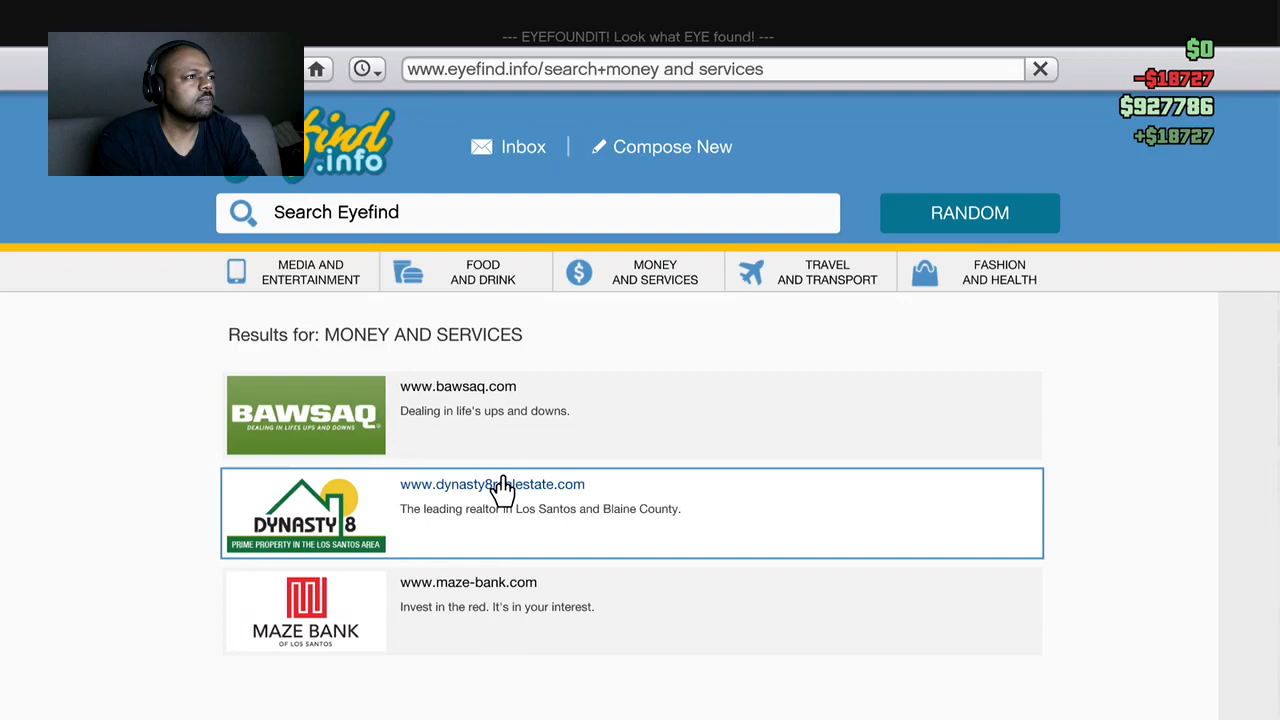 --- EYEFOUNDIT! Look what EYE found! ---
www.eyefind.info/search+money and services
$0
-$18727
$927786
+$18727
find
.info
Inbox
Compose New
Search Eyefind
RANDOM
MEDIA AND
ENTERTAINMENT
FOOD
AND DRINK
MONEY
AND SERVICES
TRAVEL
AND TRANSPORT
FASHION
AND HEALTH
Results for: MONEY AND SERVICES
BAWSAQ
DEALING IN LIFES UPS AND DOWNS.
www.bawsaq.com
Dealing in life's ups and downs.
DYNASTY 8
PRIME PROPERTY IN THE LOS SANTOS AREA
www.dynasty8realestate.com
The leading realtor in Los Santos and Blaine County.
MAZE BANK
OF LOS SANTOS
www.maze-bank.com
Invest in the red. It's in your interest.